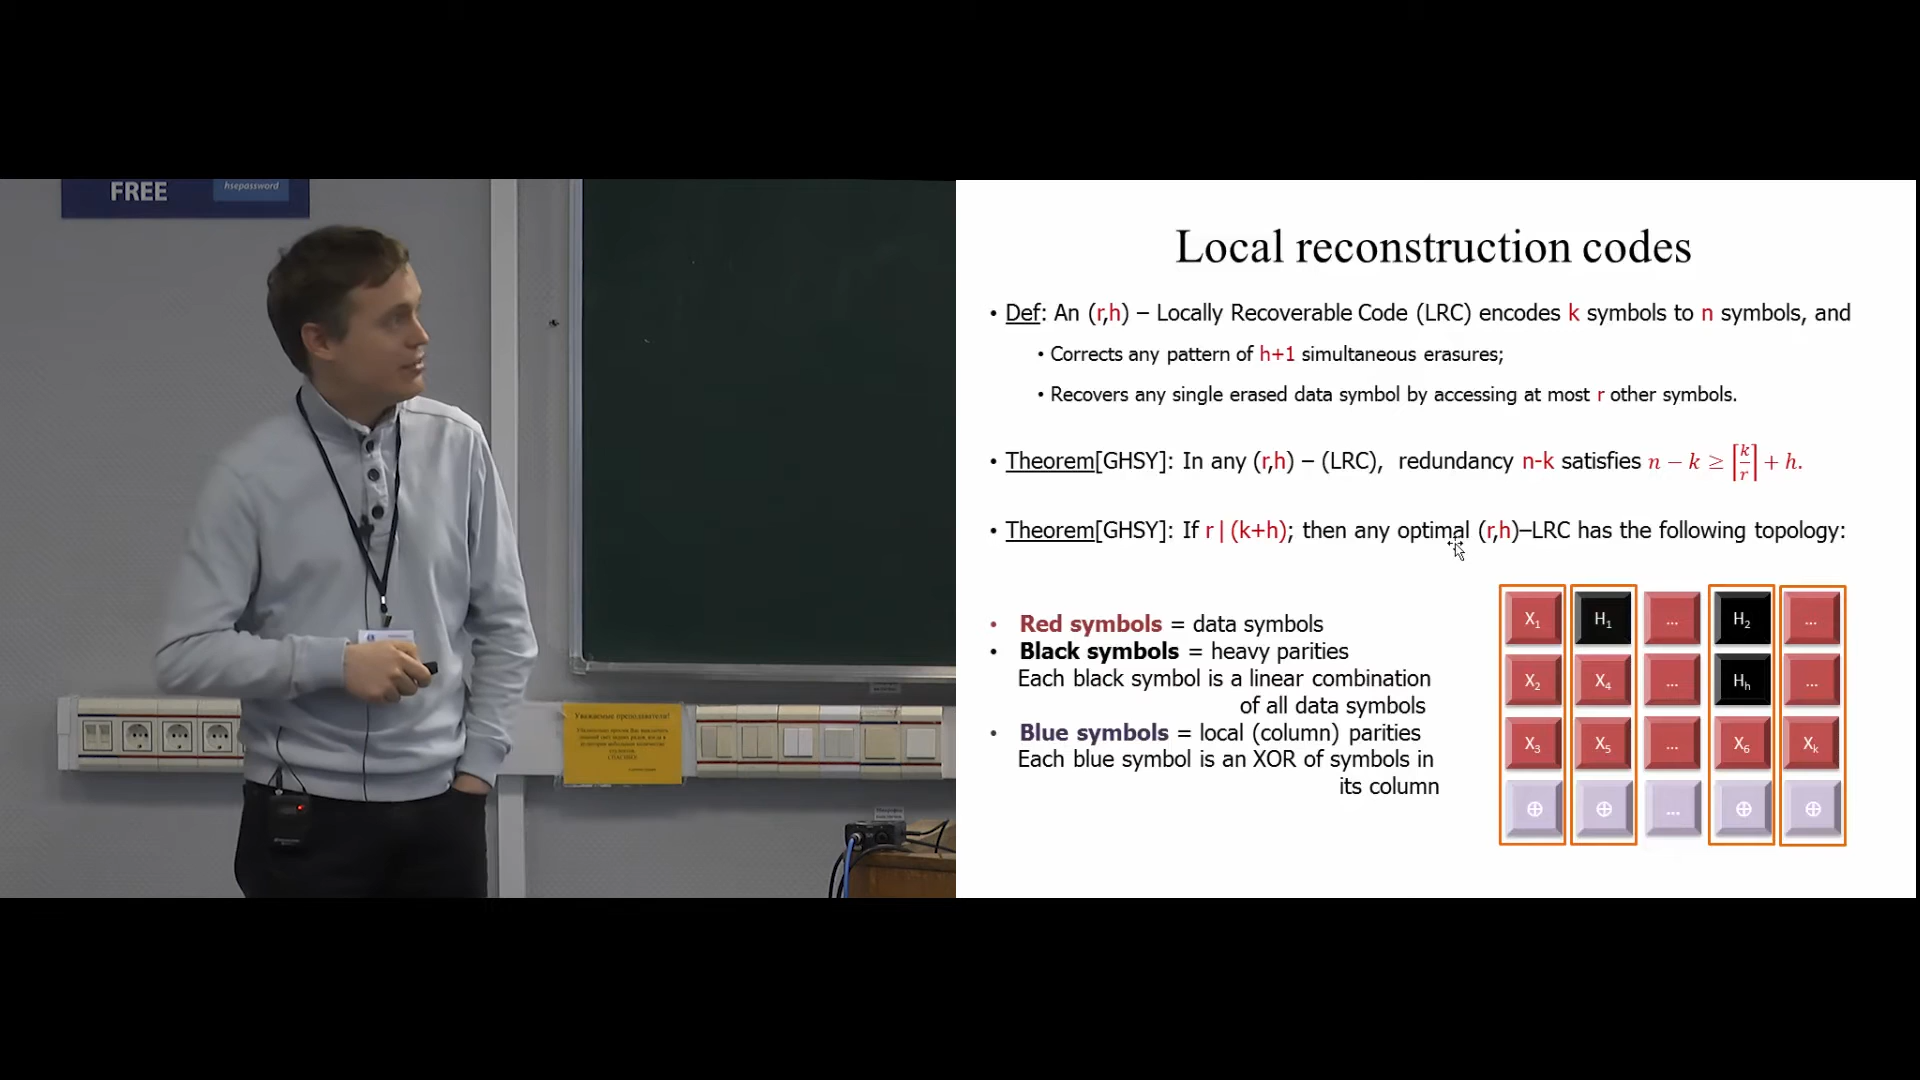 FREE
hsepassword
Уважаемые преподаватели!
СПАСИБО
Local reconstruction codes
• Def: An (r,h) – Locally Recoverable Code (LRC) encodes k symbols to n symbols, and
• Corrects any pattern of h+1 simultaneous erasures;
• Recovers any single erased data symbol by accessing at most r other symbols.
• Theorem[GHSY]: In any (r,h) – (LRC), redundancy n-k satisfies n − k ≥ ⌈k/r⌉ + h.
• Theorem[GHSY]: If r | (k+h); then any optimal (r,h)–LRC has the following topology:
• Red symbols = data symbols
• Black symbols = heavy parities
Each black symbol is a linear combination
of all data symbols
• Blue symbols = local (column) parities
Each blue symbol is an XOR of symbols in
its column
X₁ H₁ ... H₂ ...
X₂ X₄ ... Hₕ ...
X₃ X₅ ... X₆ Xₖ
⊕ ⊕ ... ⊕ ⊕